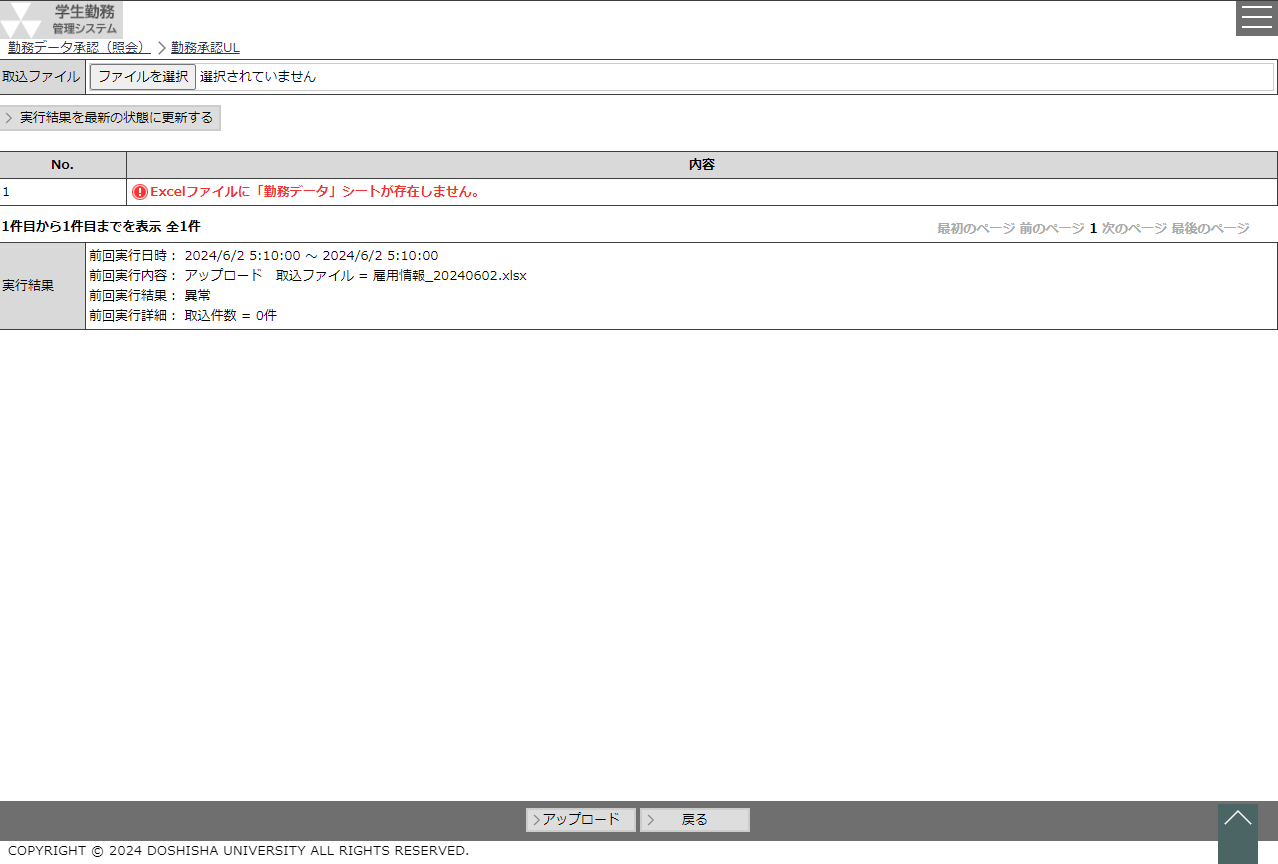 学生勤務
管理システム
勤務データ承認（照会） 勤務承認UL
取込ファイル ファイルを選択 選択されていません
実行結果を最新の状態に更新する
No. 内容
1 Excelファイルに「勤務データ」シートが存在しません。
1件目から1件目までを表示 全1件 最初のページ 前のページ 1 次のページ 最後のページ
実行結果
前回実行日時： 2024/6/2 5:10:00 ～ 2024/6/2 5:10:00
前回実行内容： アップロード　取込ファイル = 雇用情報_20240602.xlsx
前回実行結果： 異常
前回実行詳細： 取込件数 = 0件
アップロード 戻る
COPYRIGHT © 2024 DOSHISHA UNIVERSITY ALL RIGHTS RESERVED.